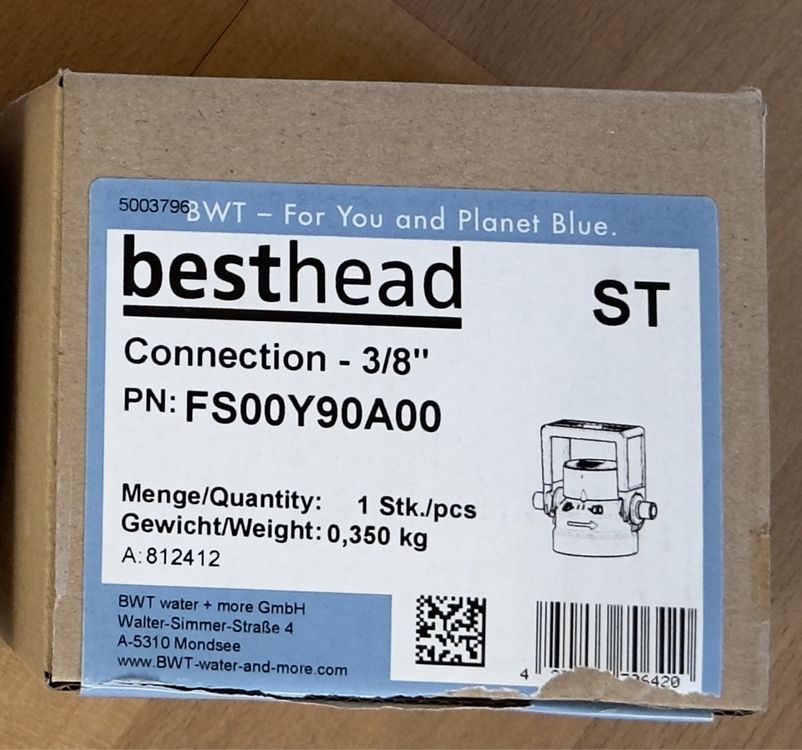 5003796
BWT – For You and Planet Blue.
besthead
ST
Connection - 3/8"
PN: FS00Y90A00
Menge/Quantity: 1 Stk./pcs
Gewicht/Weight: 0,350 kg
A:812412
BWT water + more GmbH
Walter-Simmer-Straße 4
A-5310 Mondsee
www.BWT-water-and-more.com
4